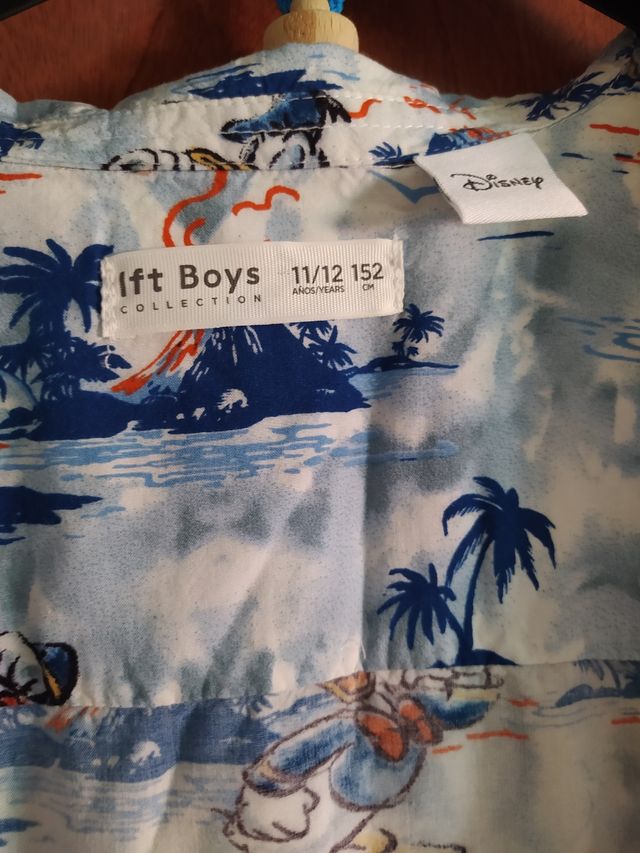 Disney
lft Boys
COLLECTION
11/12
AÑOS/YEARS
152
CM